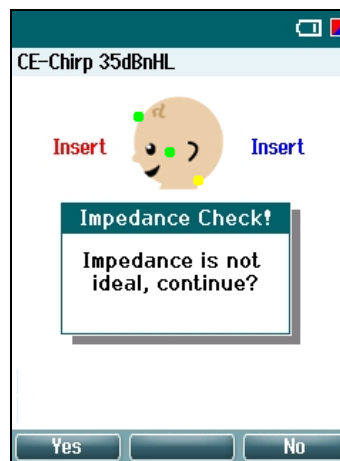 CE-Chirp 35dBnHL
Insert Insert
Impedance Check!
Impedance is not
ideal, continue?
Yes No